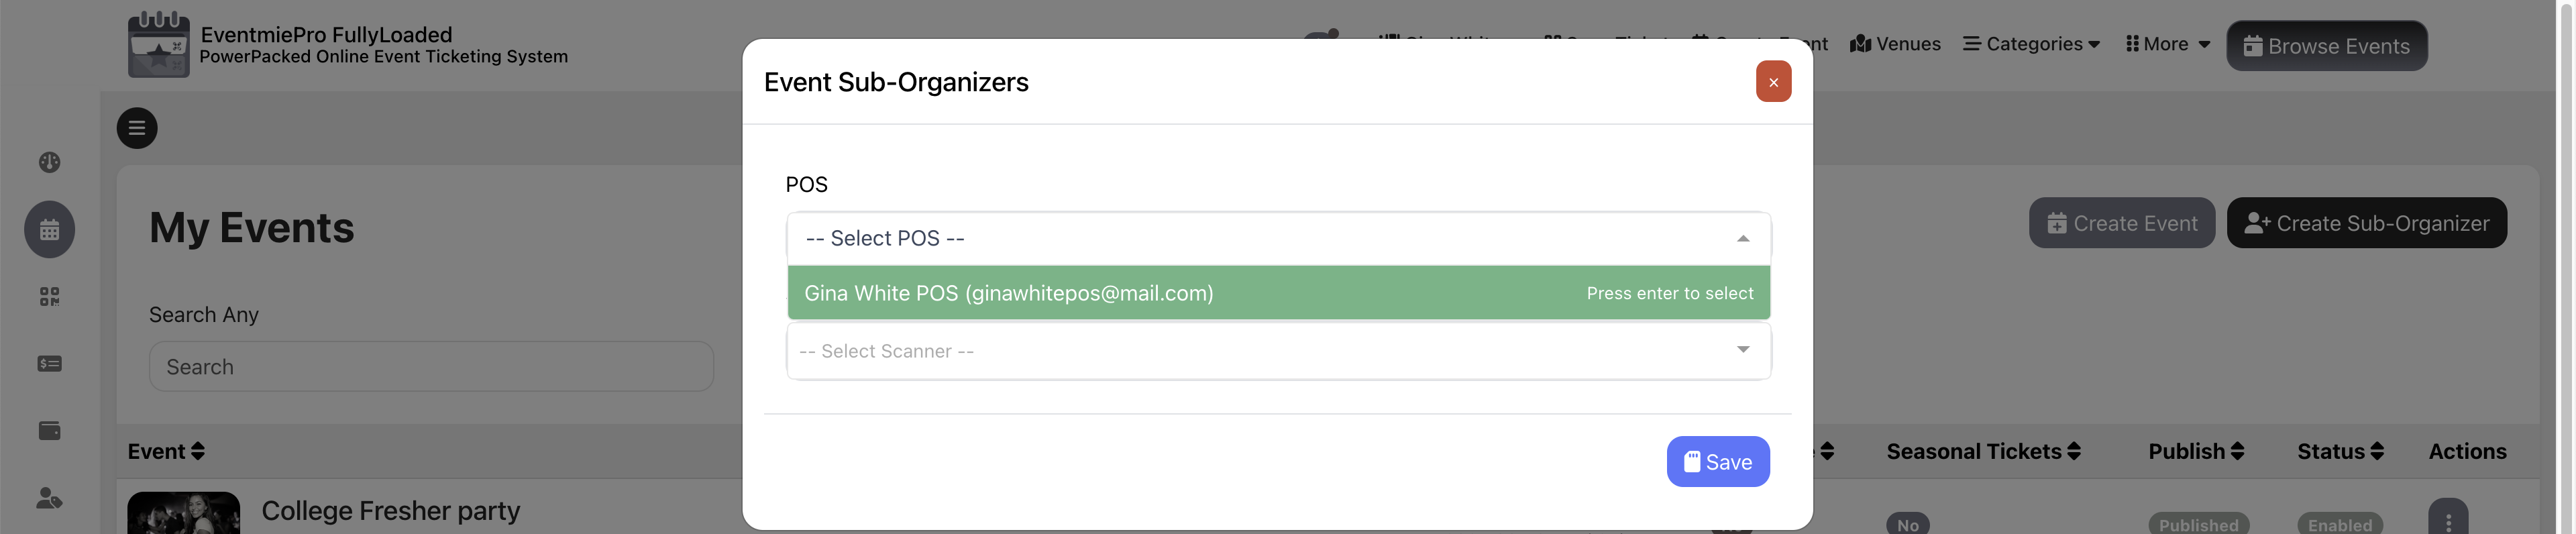 EventmiePro FullyLoaded
PowerPacked Online Event Ticketing System
Venues
Categories
More
Browse Events
Event Sub-Organizers
×
POS
-- Select POS --
Gina White POS (ginawhitepos@mail.com)
Press enter to select
-- Select Scanner --
Save
My Events
Create Event
Create Sub-Organizer
Search Any
Search
Event
Seasonal Tickets
Publish
Status
Actions
College Fresher party
No
Published
Enabled